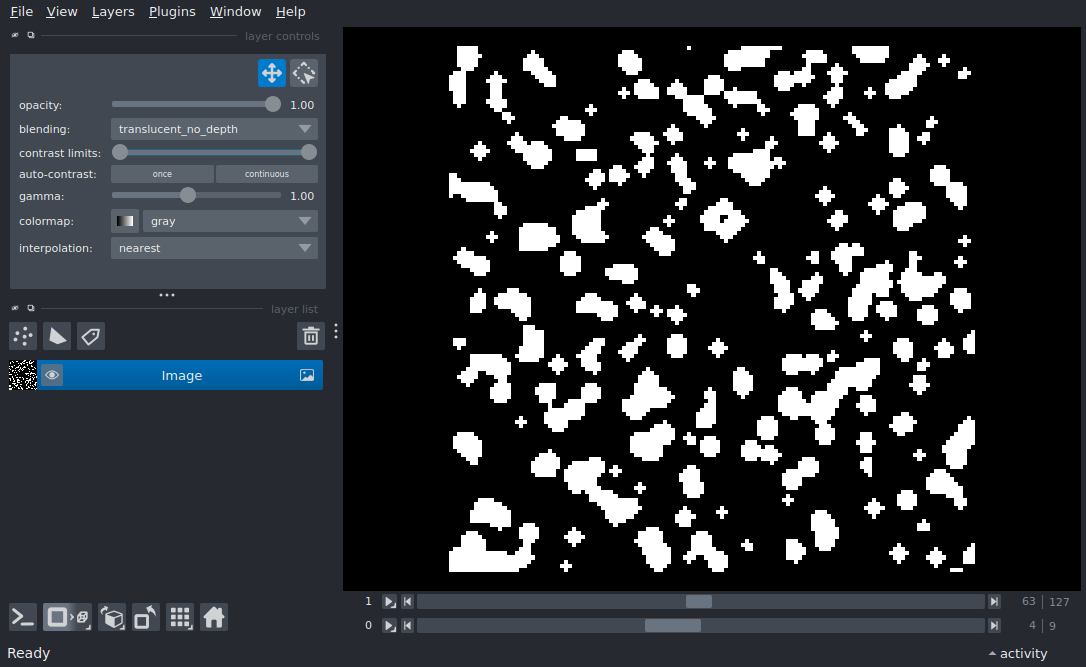 File View Layers Plugins Window Help
layer controls
opacity: 1.00
blending: translucent_no_depth
contrast limits:
auto-contrast: once continuous
gamma: 1.00
colormap: gray
interpolation: nearest
layer list
Image
1 63 127
0 4 9
Ready activity